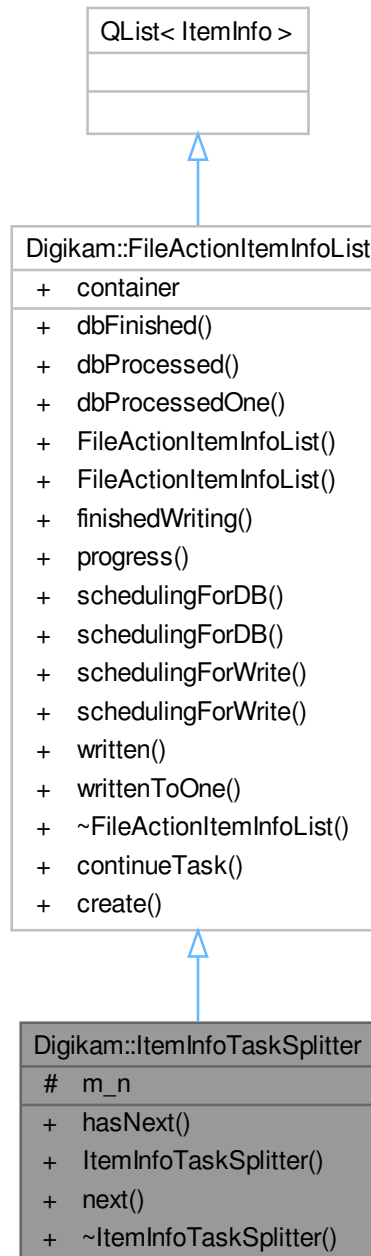 QList< ItemInfo >
Digikam::FileActionItemInfoList
+ container
+ dbFinished()
+ dbProcessed()
+ dbProcessedOne()
+ FileActionItemInfoList()
+ FileActionItemInfoList()
+ finishedWriting()
+ progress()
+ schedulingForDB()
+ schedulingForDB()
+ schedulingForWrite()
+ schedulingForWrite()
+ written()
+ writtenToOne()
+ ~FileActionItemInfoList()
+ continueTask()
+ create()
Digikam::ItemInfoTaskSplitter
# m_n
+ hasNext()
+ ItemInfoTaskSplitter()
+ next()
+ ~ItemInfoTaskSplitter()